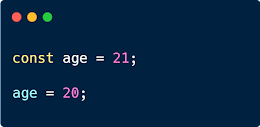 const age = 21;
age = 20;